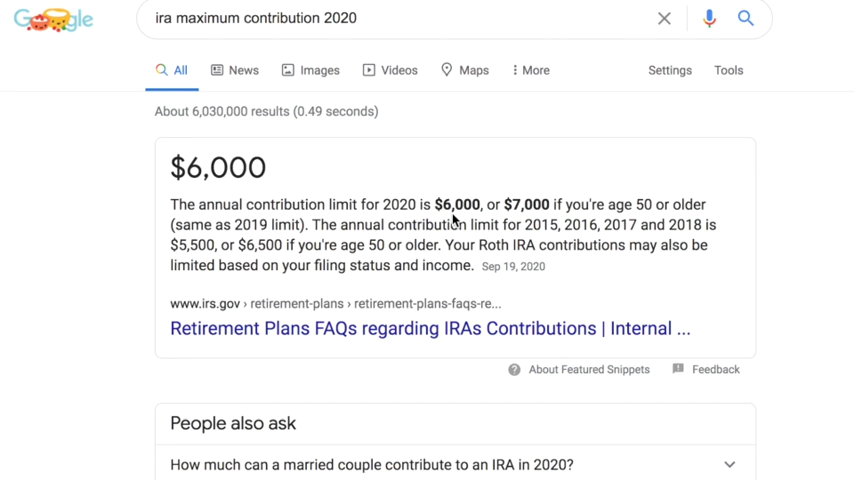 Google
ira maximum contribution 2020
All News Images Videos Maps More Settings Tools
About 6,030,000 results (0.49 seconds)
$6,000
The annual contribution limit for 2020 is $6,000, or $7,000 if you're age 50 or older
(same as 2019 limit). The annual contribution limit for 2015, 2016, 2017 and 2018 is
$5,500, or $6,500 if you're age 50 or older. Your Roth IRA contributions may also be
limited based on your filing status and income. Sep 19, 2020
www.irs.gov › retirement-plans › retirement-plans-faqs-re...
Retirement Plans FAQs regarding IRAs Contributions | Internal ...
About Featured Snippets Feedback
People also ask
How much can a married couple contribute to an IRA in 2020?